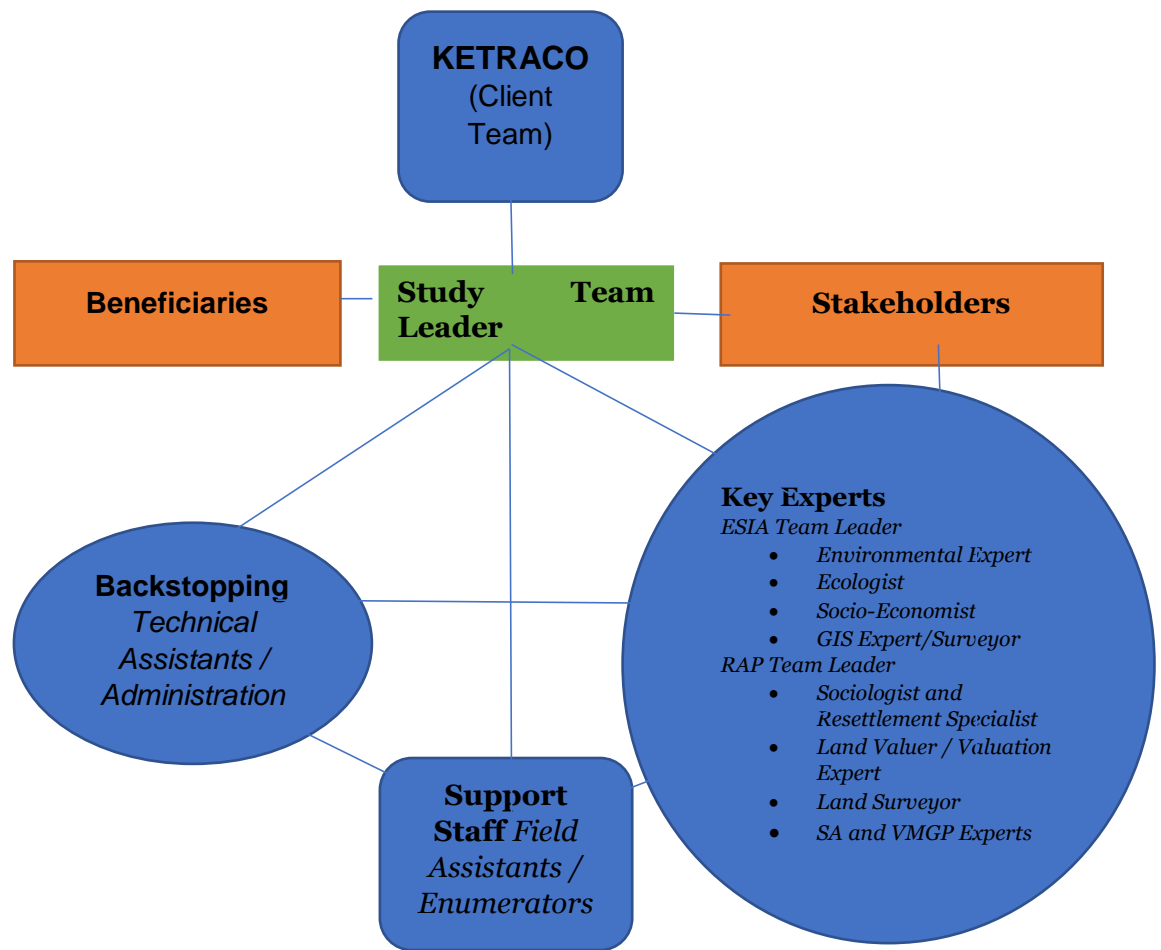 KETRACO
(Client
Team)
Beneficiaries
Study Team
Leader
Stakeholders
Backstopping
Technical
Assistants /
Administration
Key Experts
ESIA Team Leader
• Environmental Expert
• Ecologist
• Socio-Economist
• GIS Expert/Surveyor
RAP Team Leader
• Sociologist and
Resettlement Specialist
• Land Valuer / Valuation
Expert
• Land Surveyor
• SA and VMGP Experts
Support
Staff Field
Assistants /
Enumerators